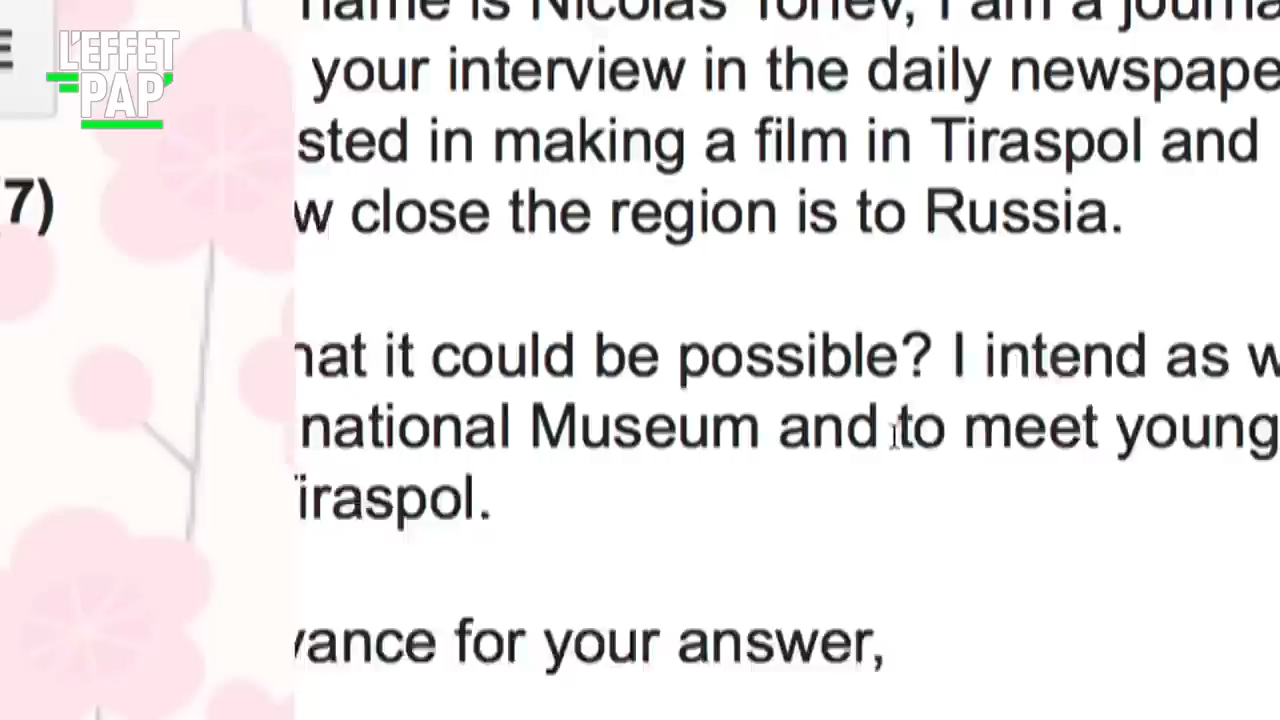 L'EFFET
PAP'
E
(7)
name is Nicolas Tonev, I am a journa
your interview in the daily newspape
sted in making a film in Tiraspol and
w close the region is to Russia.
hat it could be possible? I intend as w
national Museum and to meet young
Tiraspol.
vance for your answer,